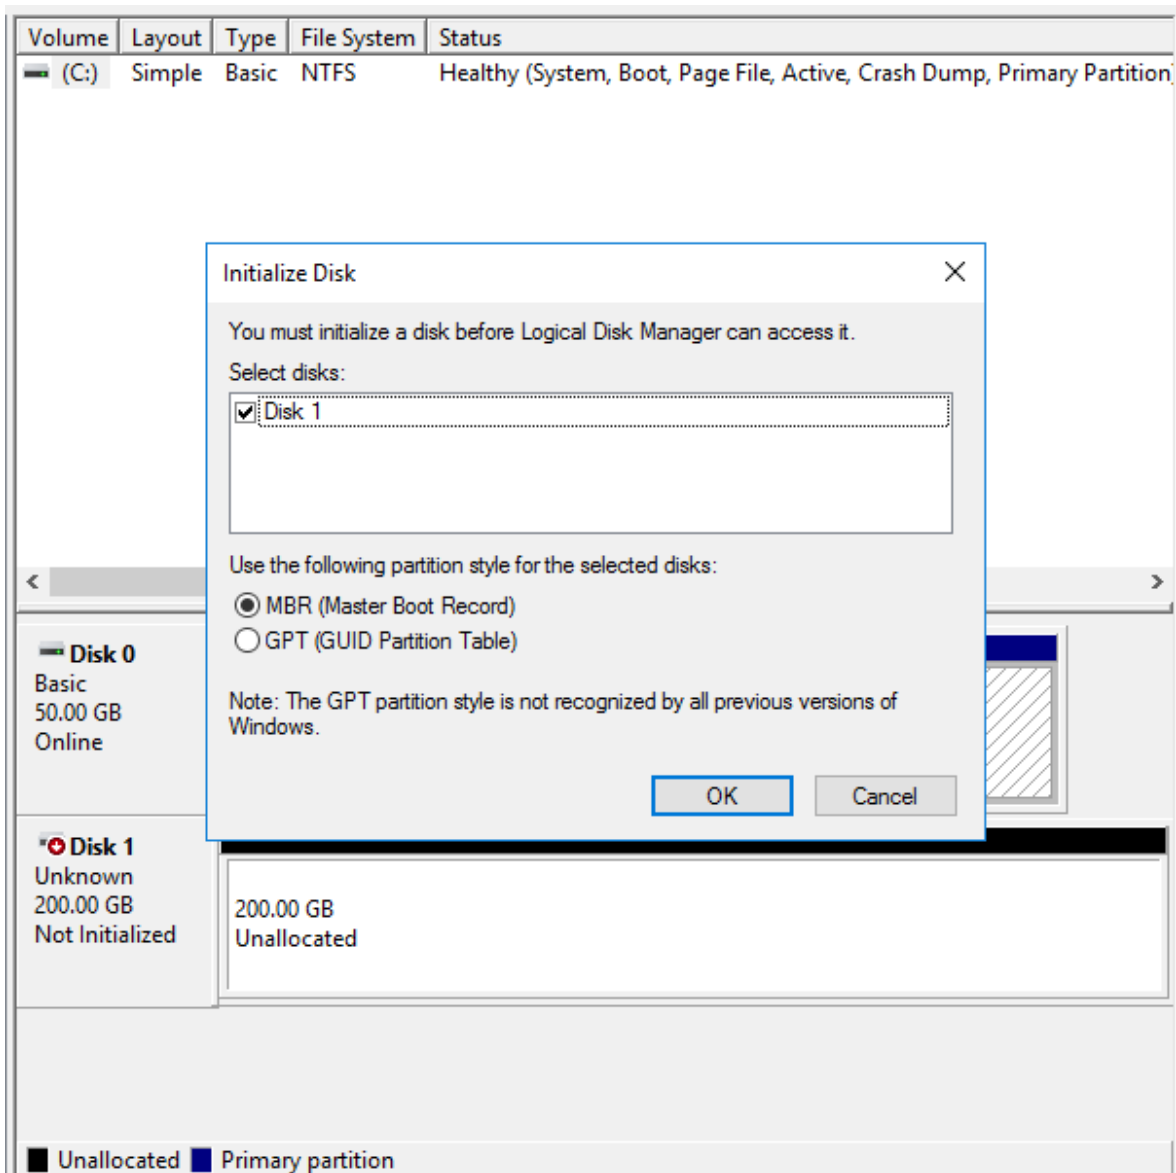 Volume Layout Type File System Status
(C:) Simple Basic NTFS Healthy (System, Boot, Page File, Active, Crash Dump, Primary Partition)
Initialize Disk
You must initialize a disk before Logical Disk Manager can access it.
Select disks:
Disk 1
Use the following partition style for the selected disks:
MBR (Master Boot Record)
GPT (GUID Partition Table)
Note: The GPT partition style is not recognized by all previous versions of
Windows.
OK Cancel
Disk 0
Basic
50.00 GB
Online
Disk 1
Unknown
200.00 GB
Not Initialized
200.00 GB
Unallocated
Unallocated Primary partition